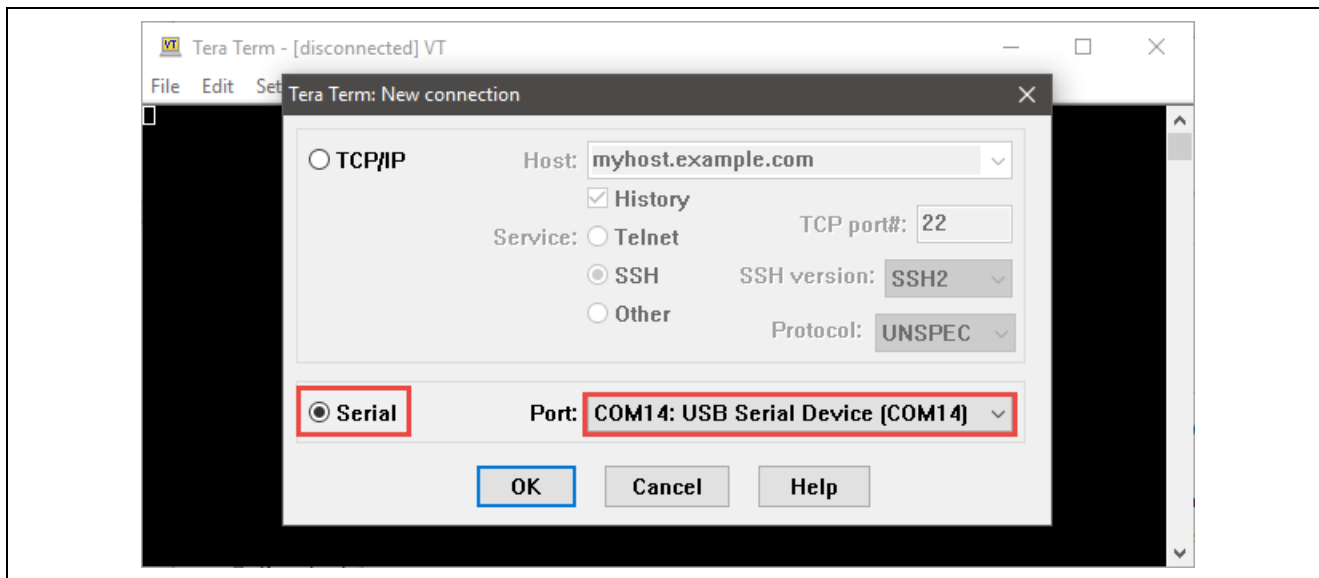 VT Tera Term - [disconnected] VT
File Edit Set
Tera Term: New connection
TCP/IP Host: myhost.example.com
History
Service: Telnet TCP port#: 22
SSH SSH version: SSH2
Other Protocol: UNSPEC
Serial Port: COM14: USB Serial Device (COM14)
OK Cancel Help